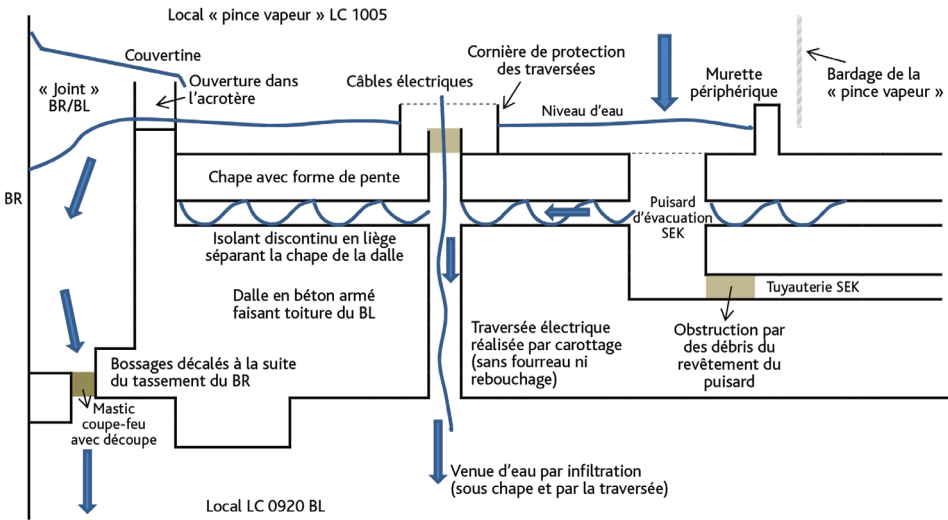 Local « pince vapeur » LC 1005
Couvertine
« Joint »
BR/BL
Ouverture dans
l'acrotère
Câbles électriques
Cornière de protection
des traversées
Niveau d'eau
Murette
périphérique
Bardage de la
« pince vapeur »
BR
Chape avec forme de pente
Puisard
d'évacuation
SEK
Isolant discontinu en liège
séparant la chape de la dalle
Dalle en béton armé
faisant toiture du BL
Tuyauterie SEK
Traversée électrique
réalisée par carottage
(sans fourreau ni
rebouchage)
Obstruction par
des débris du
revêtement du
puisard
Bossages décalés à la suite
du tassement du BR
Mastic
coupe-feu
avec découpe
Venue d'eau par infiltration
(sous chape et par la traversée)
Local LC 0920 BL